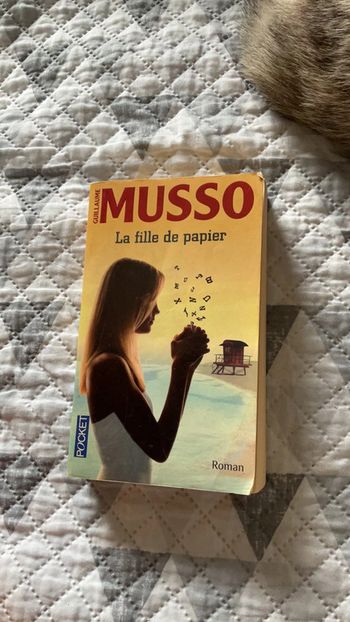 GUILLAUME
MUSSO
La fille de papier
POCKET
Roman